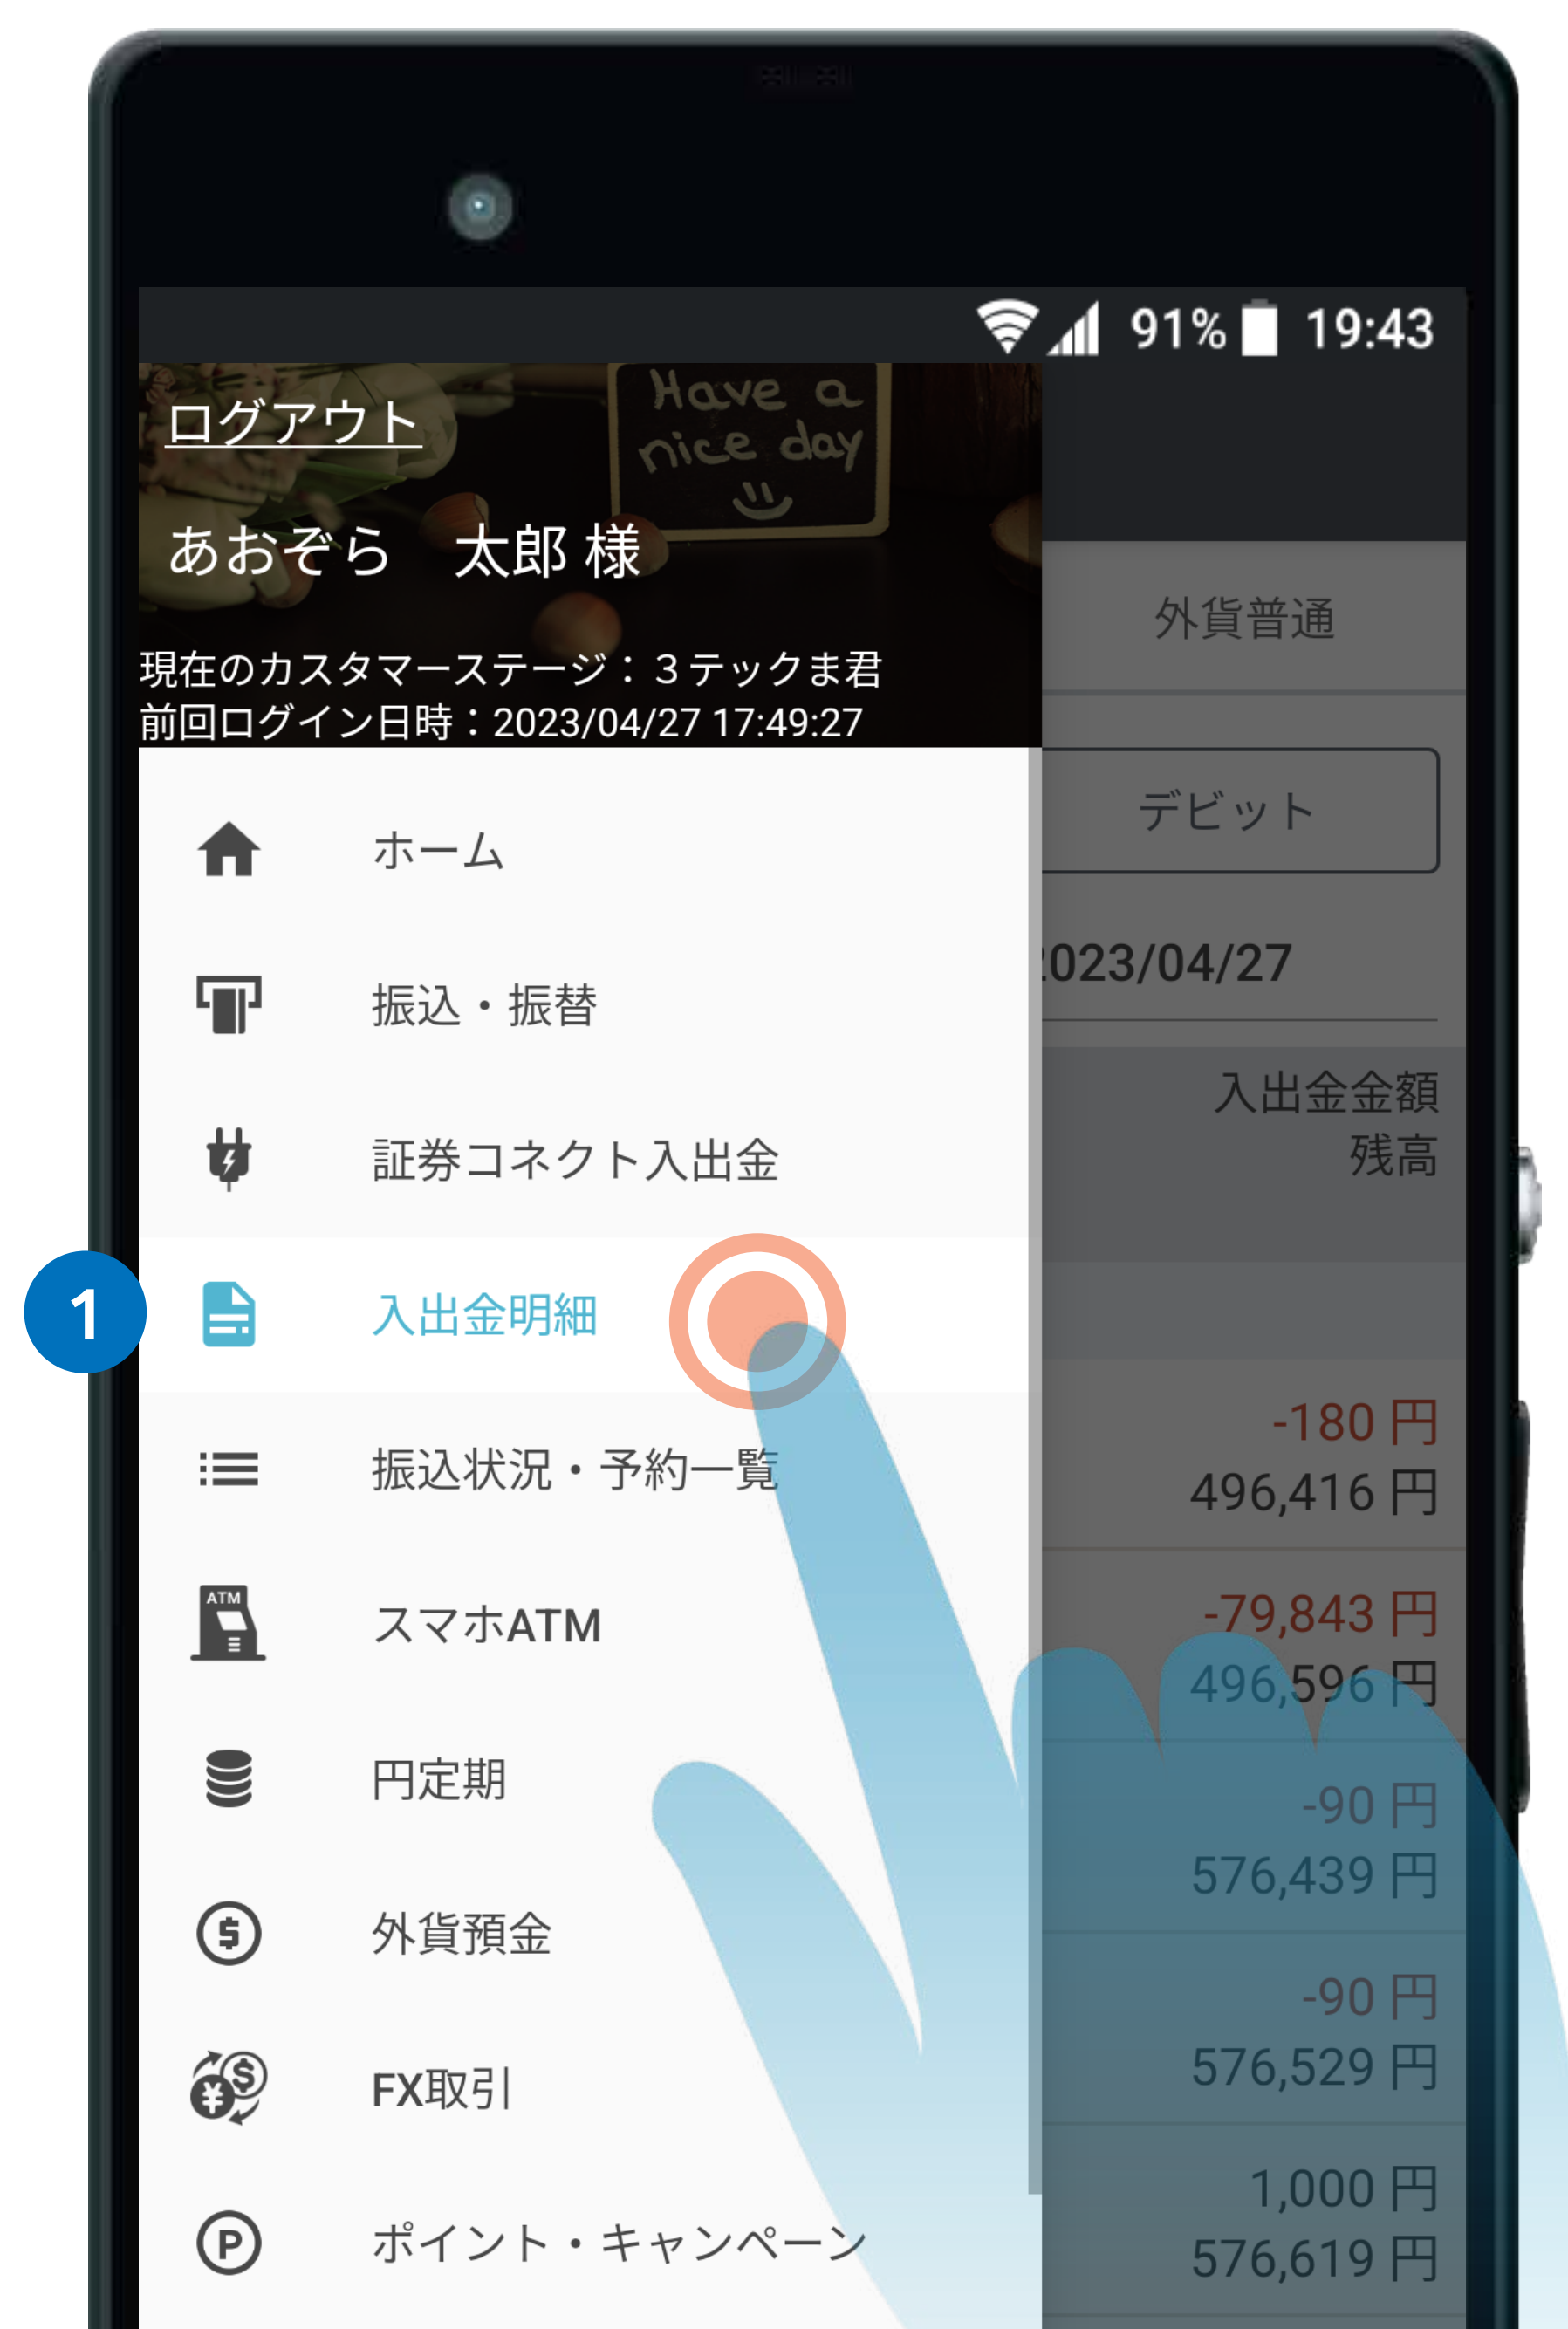 91% 19:43
ログアウト
Have a
nice day
あおぞら　太郎 様
現在のカスタマーステージ：３テックま君
前回ログイン日時：2023/04/27 17:49:27
外貨普通
デビット
023/04/27
入出金金額
残高
ホーム
振込・振替
証券コネクト入出金
1
入出金明細
振込状況・予約一覧
ATM
スマホATM
円定期
外貨預金
FX取引
P
ポイント・キャンペーン
-180 円
496,416 円
-79,843 円
496,596 円
-90 円
576,439 円
-90 円
576,529 円
1,000 円
576,619 円